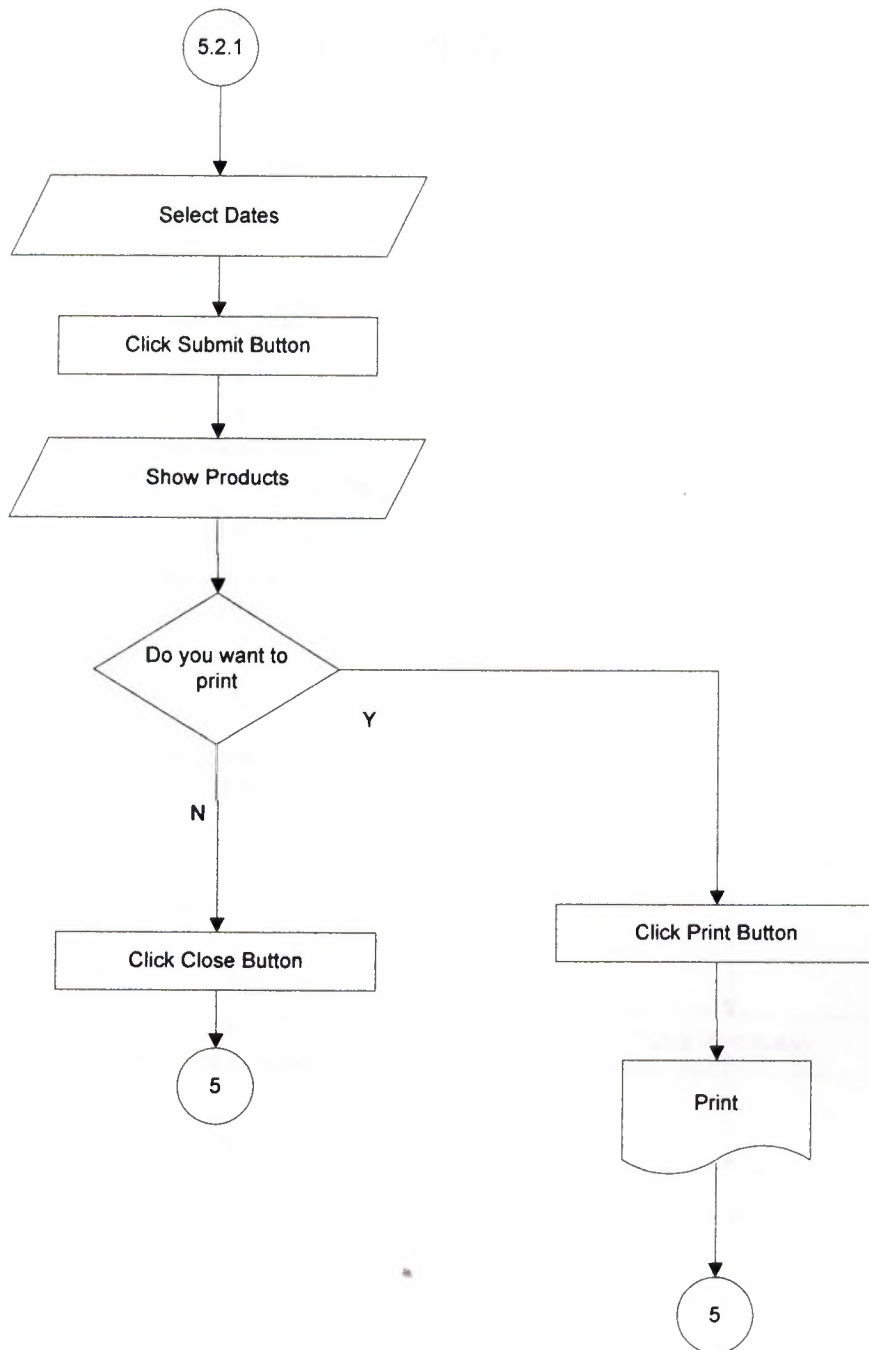 5.2.1
Select Dates
Click Submit Button
Show Products
Do you want to
print
Y
N
Click Close Button
Click Print Button
5
Print
5